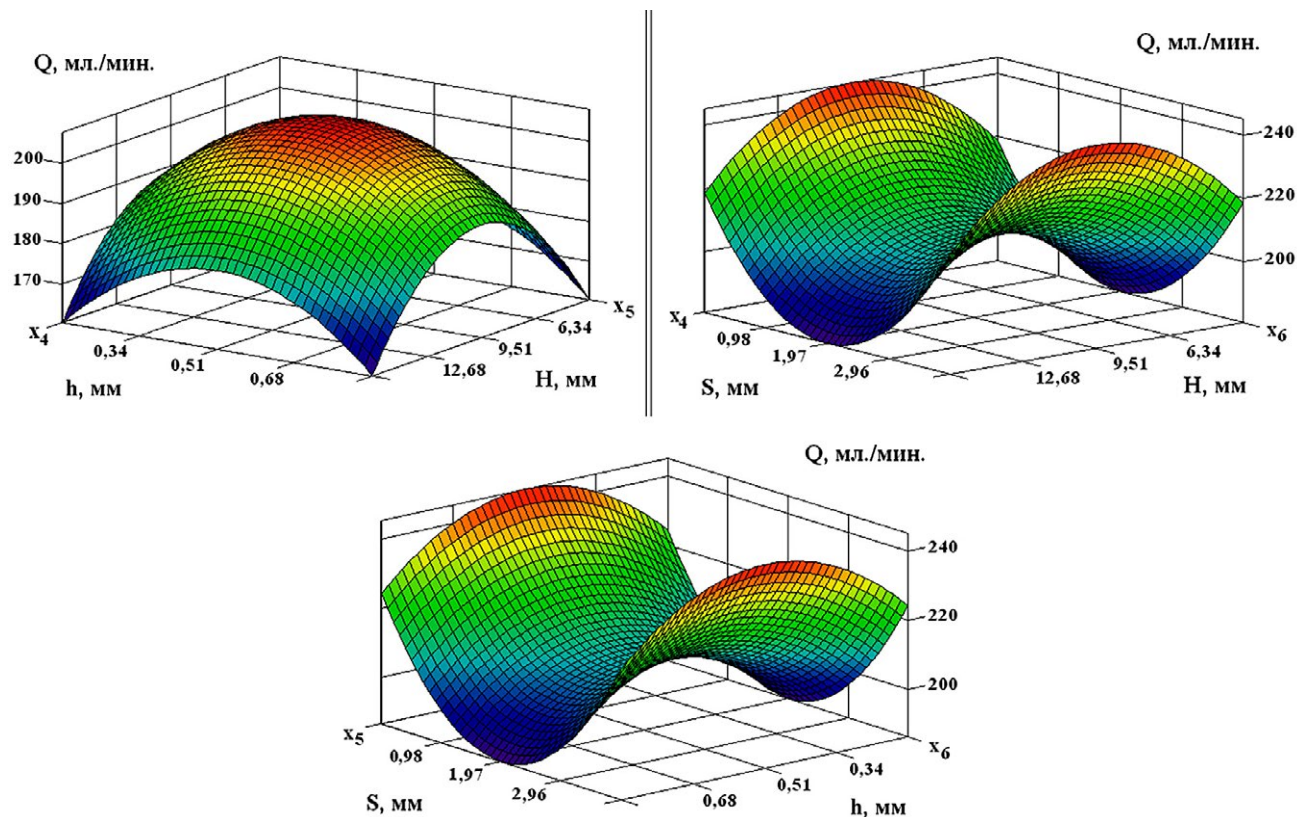 Q, мл./мин.
200
190
180
170
x4
0,34
0,51
0,68
h, мм
x5
6,34
9,51
12,68
H, мм
Q, мл./мин.
240
220
200
x4
0,98
1,97
2,96
S, мм
x6
6,34
9,51
12,68
H, мм
Q, мл./мин.
240
220
200
x5
0,98
1,97
2,96
S, мм
x6
0,34
0,51
0,68
h, мм